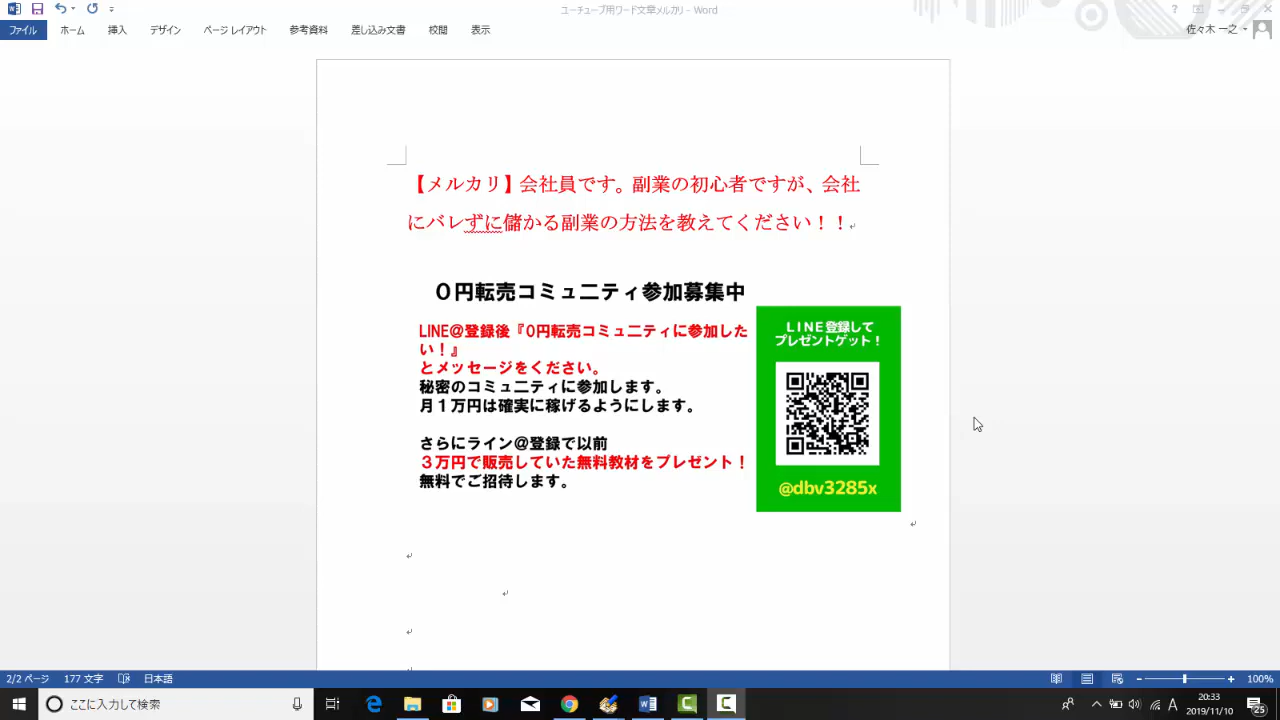 ユーチューブ用ワード文章メルカリ - Word
ファイル ホーム 挿入 デザイン ページ レイアウト 参考資料 差し込み文書 校閲 表示
佐々木 一之
【メルカリ】会社員です。副業の初心者ですが、会社
にバレずに儲かる副業の方法を教えてください！！
０円転売コミュニティ参加募集中
LINE@登録後『0円転売コミュニティに参加した
い！』
とメッセージをください。
秘密のコミュニティに参加します。
月１万円は確実に稼げるようにします。
さらにライン@登録で以前
３万円で販売していた無料教材をプレゼント！
無料でご招待します。
ＬＩＮＥ登録して
プレゼントゲット！
@dbv3285x
2/2 ページ 177 文字 日本語 100%
ここに入力して検索
A 20:33
2019/11/10 25